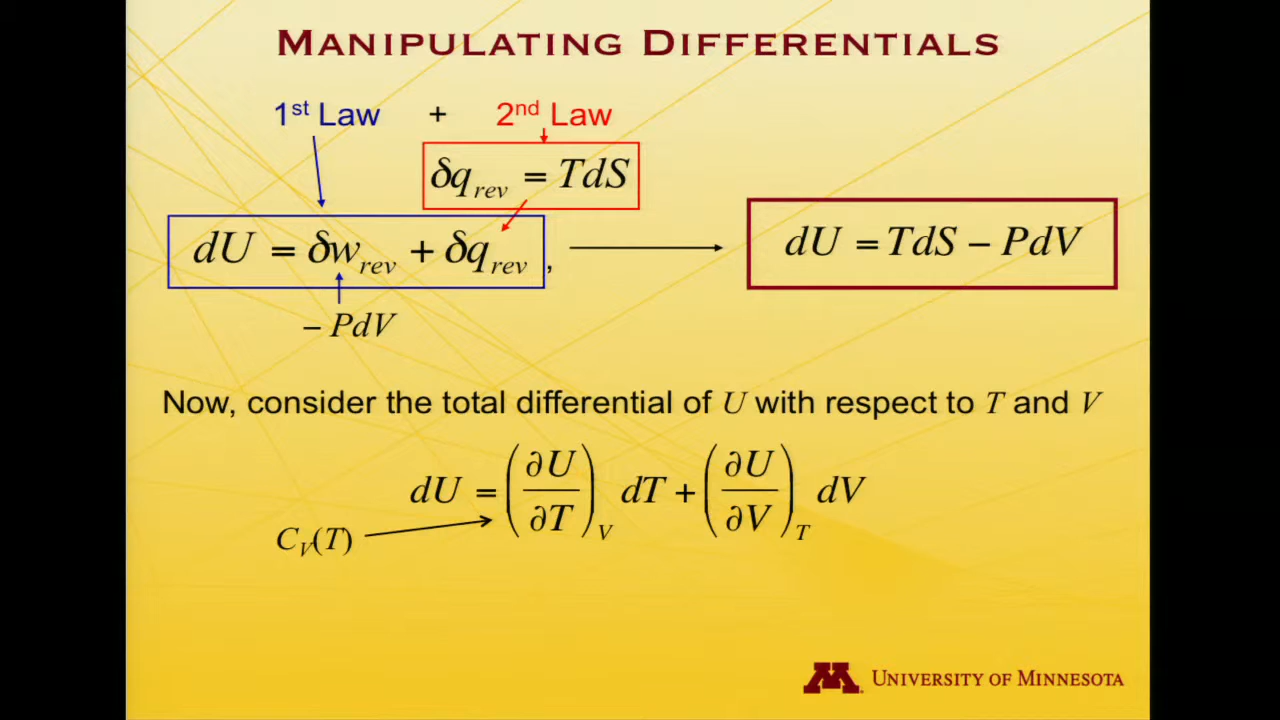 MANIPULATING DIFFERENTIALS
1st Law + 2nd Law
δq_rev = TdS
dU = δw_rev + δq_rev ,
dU = TdS − PdV
− PdV
Now, consider the total differential of U with respect to T and V
dU = (∂U/∂T)_V dT + (∂U/∂V)_T dV
C_V(T)
M
UNIVERSITY OF MINNESOTA